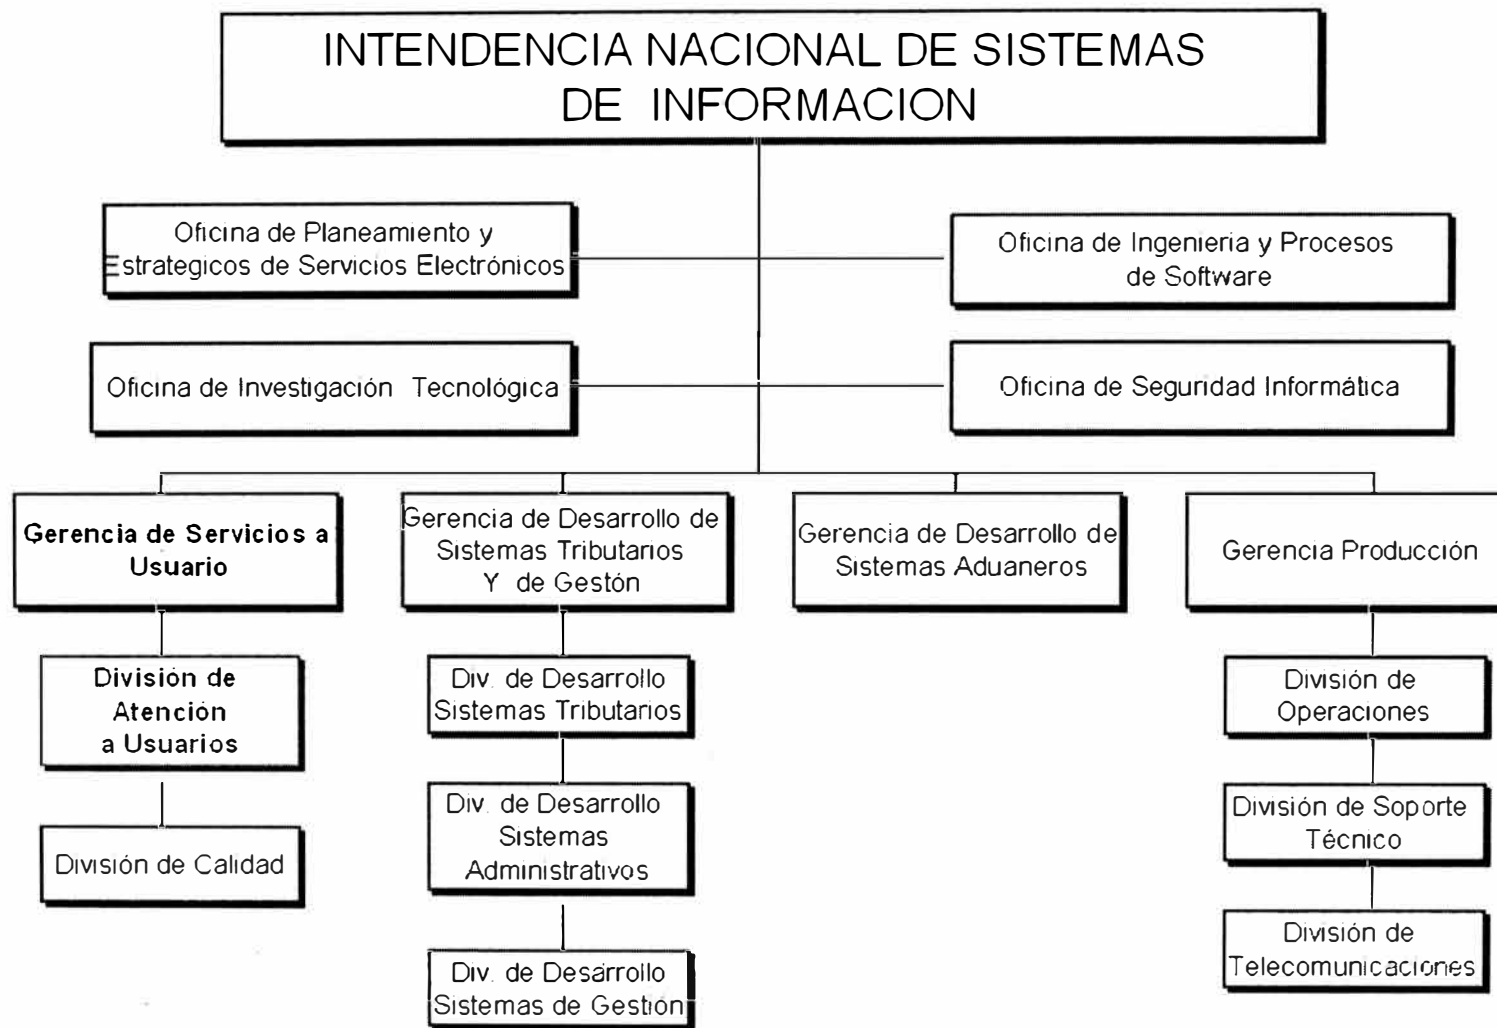 INTENDENCIA NACIONAL DE SISTEMAS
DE INFORMACION
Oficina de Planeamiento y
Estrategicos de Servicios Electrónicos
Oficina de Ingenieria y Procesos
de Software
Oficina de Investigación Tecnológica
Oficina de Seguridad Informática
Gerencia de Servicios a
Usuario
Gerencia de Desarrollo de
Sistemas Tributarios
Y de Gestón
Gerencia de Desarrollo de
Sistemas Aduaneros
Gerencia Producción
División de
Atención
a Usuarios
Div. de Desarrollo
Sistemas Tributarios
División de
Operaciones
Div. de Desarrollo
Sistemas
Administrativos
División de Soporte
Técnico
División de Calidad
Div. de Desarrollo
Sistemas de Gestión
División de
Telecomunicaciones